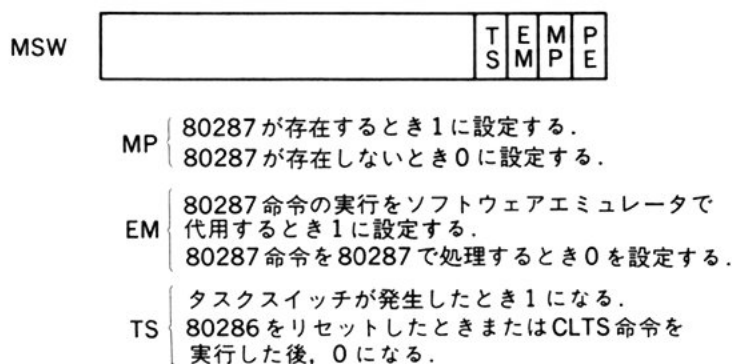 MSW TS EM MP PE
MP 80287が存在するとき1に設定する.
80287が存在しないとき0に設定する.
EM 80287命令の実行をソフトウェアエミュレータで
代用するとき1に設定する.
80287命令を80287で処理するとき0を設定する.
TS タスクスイッチが発生したとき1になる.
80286をリセットしたときまたはCLTS命令を
実行した後, 0になる.